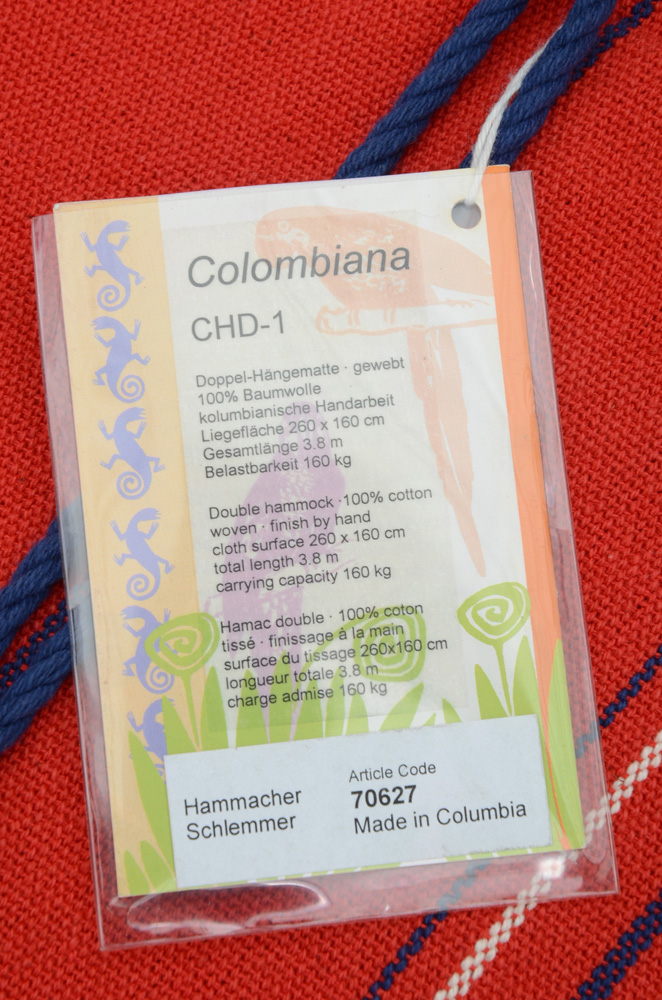 Colombiana
CHD-1
Doppel-Hängematte · gewebt
100% Baumwolle
kolumbianische Handarbeit
Liegefläche 260 x 160 cm
Gesamtlänge 3.8 m
Belastbarkeit 160 kg
Double hammock ·100% cotton
woven · finish by hand
cloth surface 260 x 160 cm
total length 3.8 m
carrying capacity 160 kg
Hamac double · 100% coton
tissé · finissage à la main
surface du tissage 260x160 cm
longueur totale 3.8 m
charge admise 160 kg
Hammacher
Schlemmer
Article Code
70627
Made in Columbia